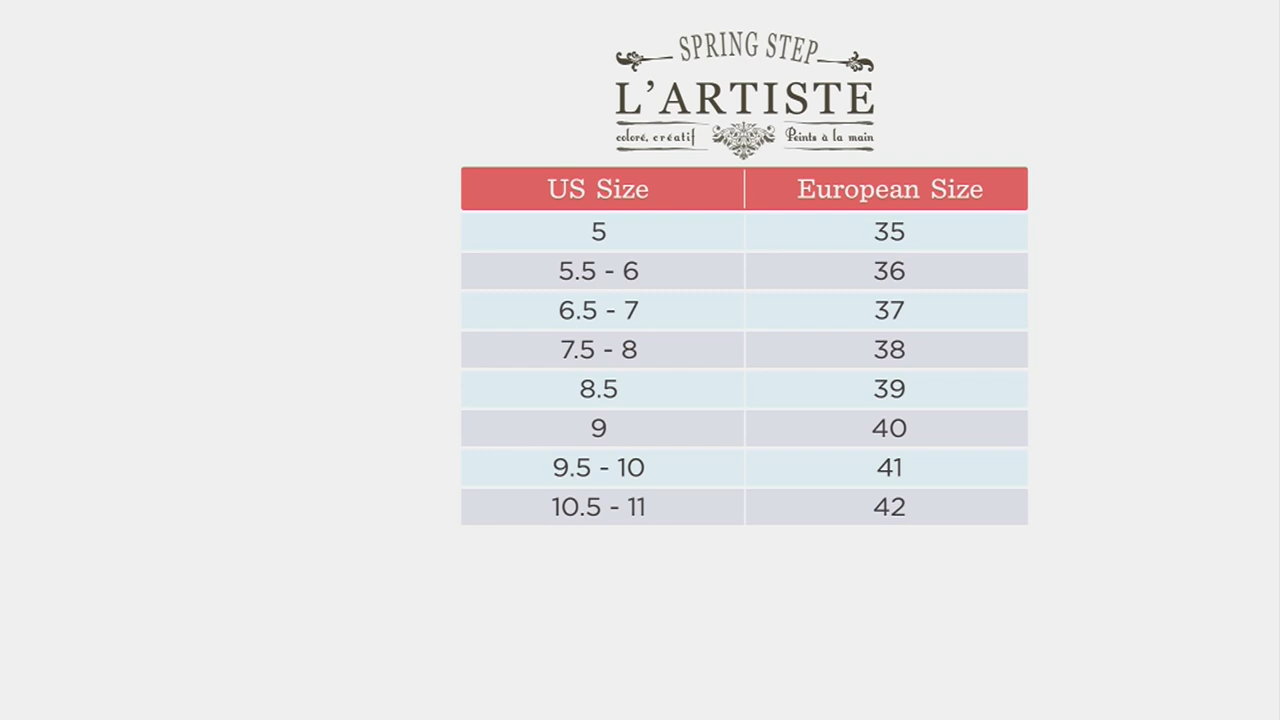 SPRING STEP
L'ARTISTE
coloré, créatif Peints à la main
US Size European Size
5 35
5.5 - 6 36
6.5 - 7 37
7.5 - 8 38
8.5 39
9 40
9.5 - 10 41
10.5 - 11 42